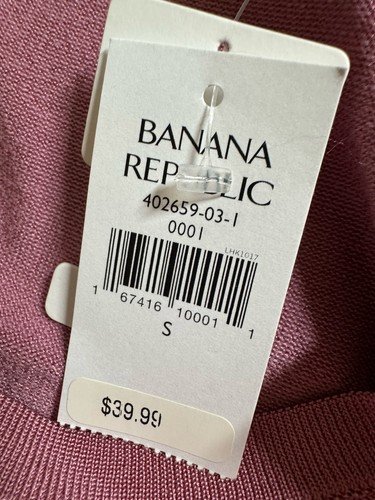 BANANA
REPUBLIC
402659-03-1
0001
LHK1017
1 67416 10001 1
S
$39.99